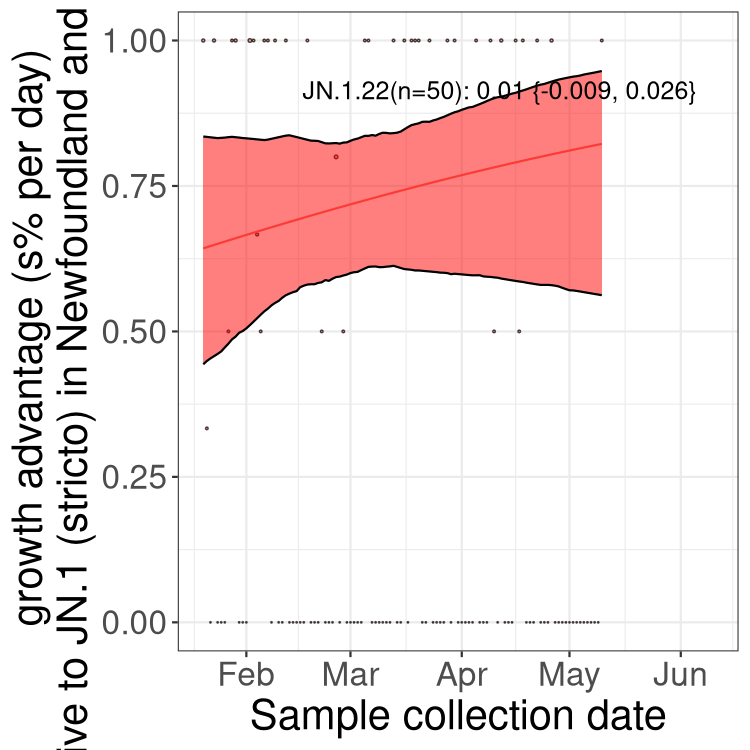 growth advantage (s% per day)
ive to JN.1 (stricto) in Newfoundland and
1.00
0.75
0.50
0.25
0.00
JN.1.22(n=50): 0.01 {-0.009, 0.026}
Feb Mar Apr May Jun
Sample collection date